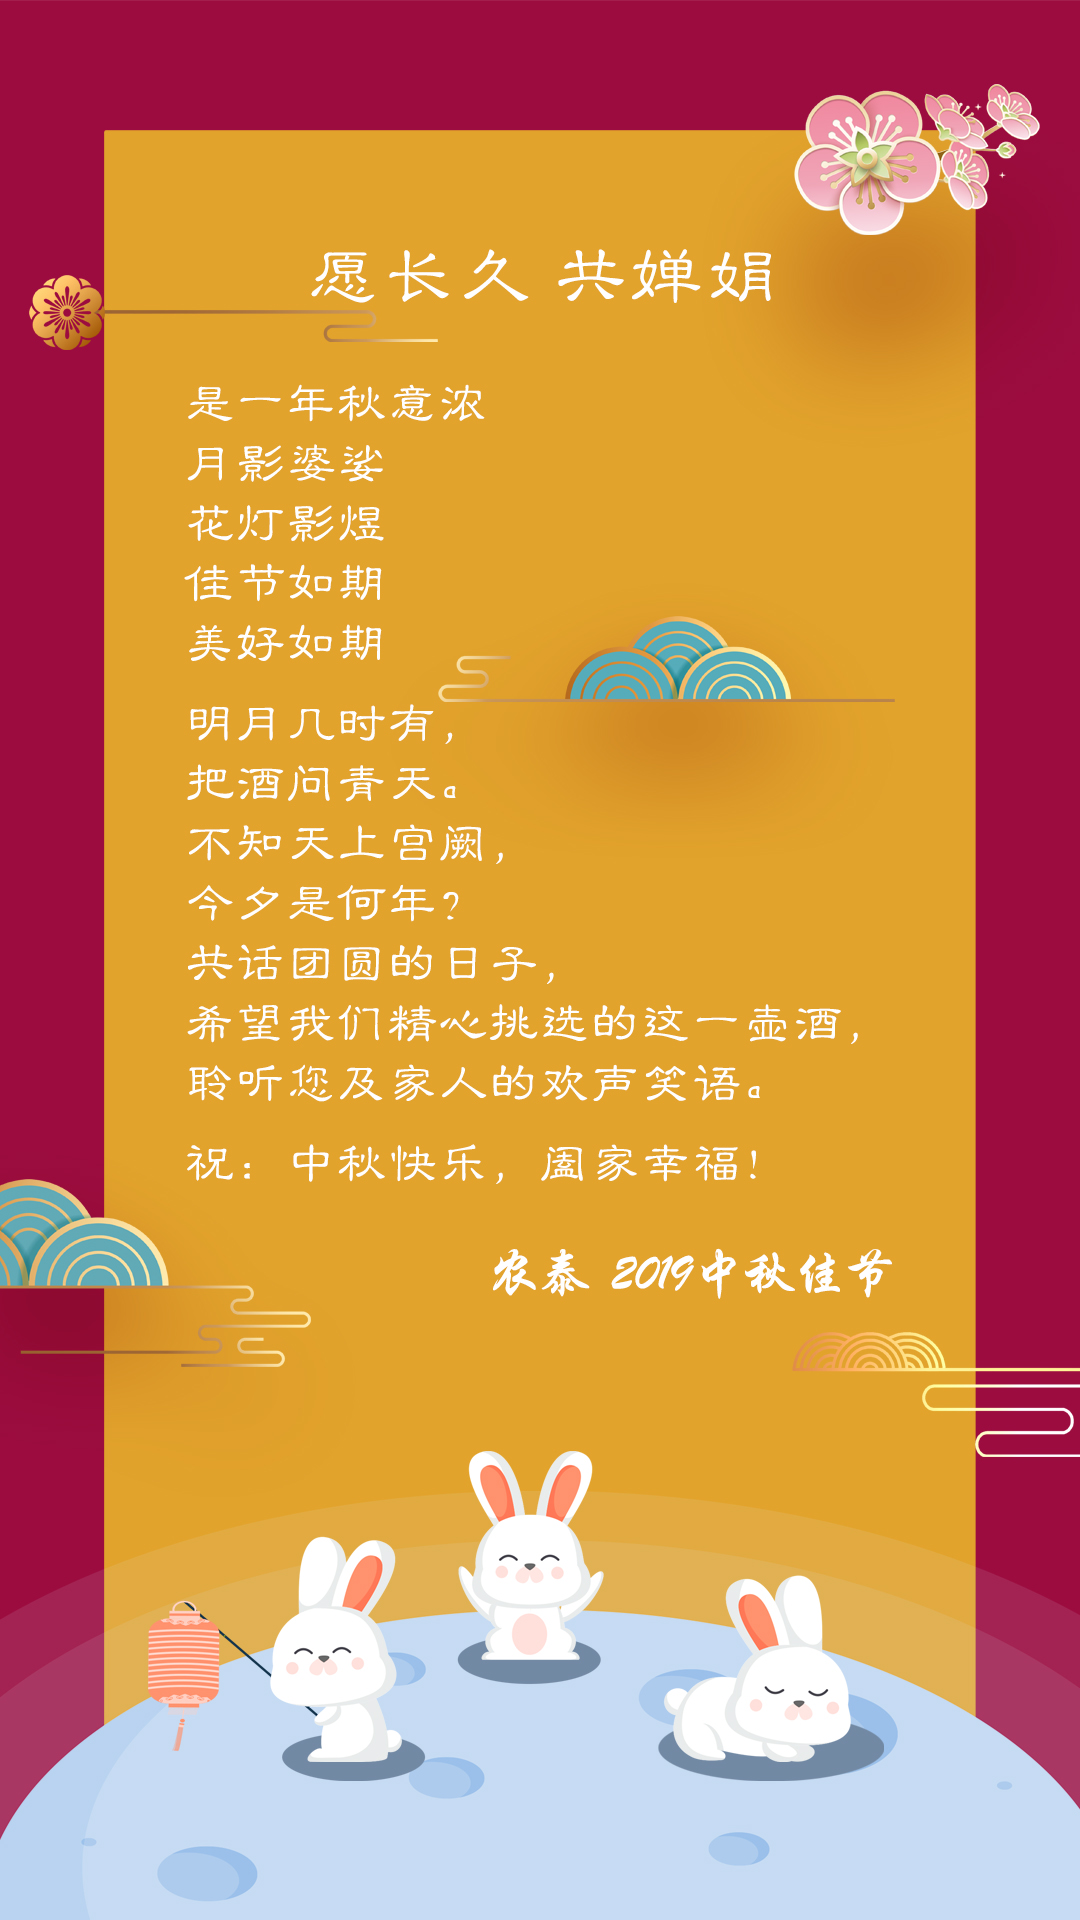 愿长久 共婵娟
是一年秋意浓
月影婆娑
花灯影煜
佳节如期
美好如期
明月几时有，
把酒问青天。
不知天上宫阙，
今夕是何年？
共话团圆的日子，
希望我们精心挑选的这一壶酒，
聆听您及家人的欢声笑语。
祝：中秋快乐，阖家幸福！
农泰 2019中秋佳节